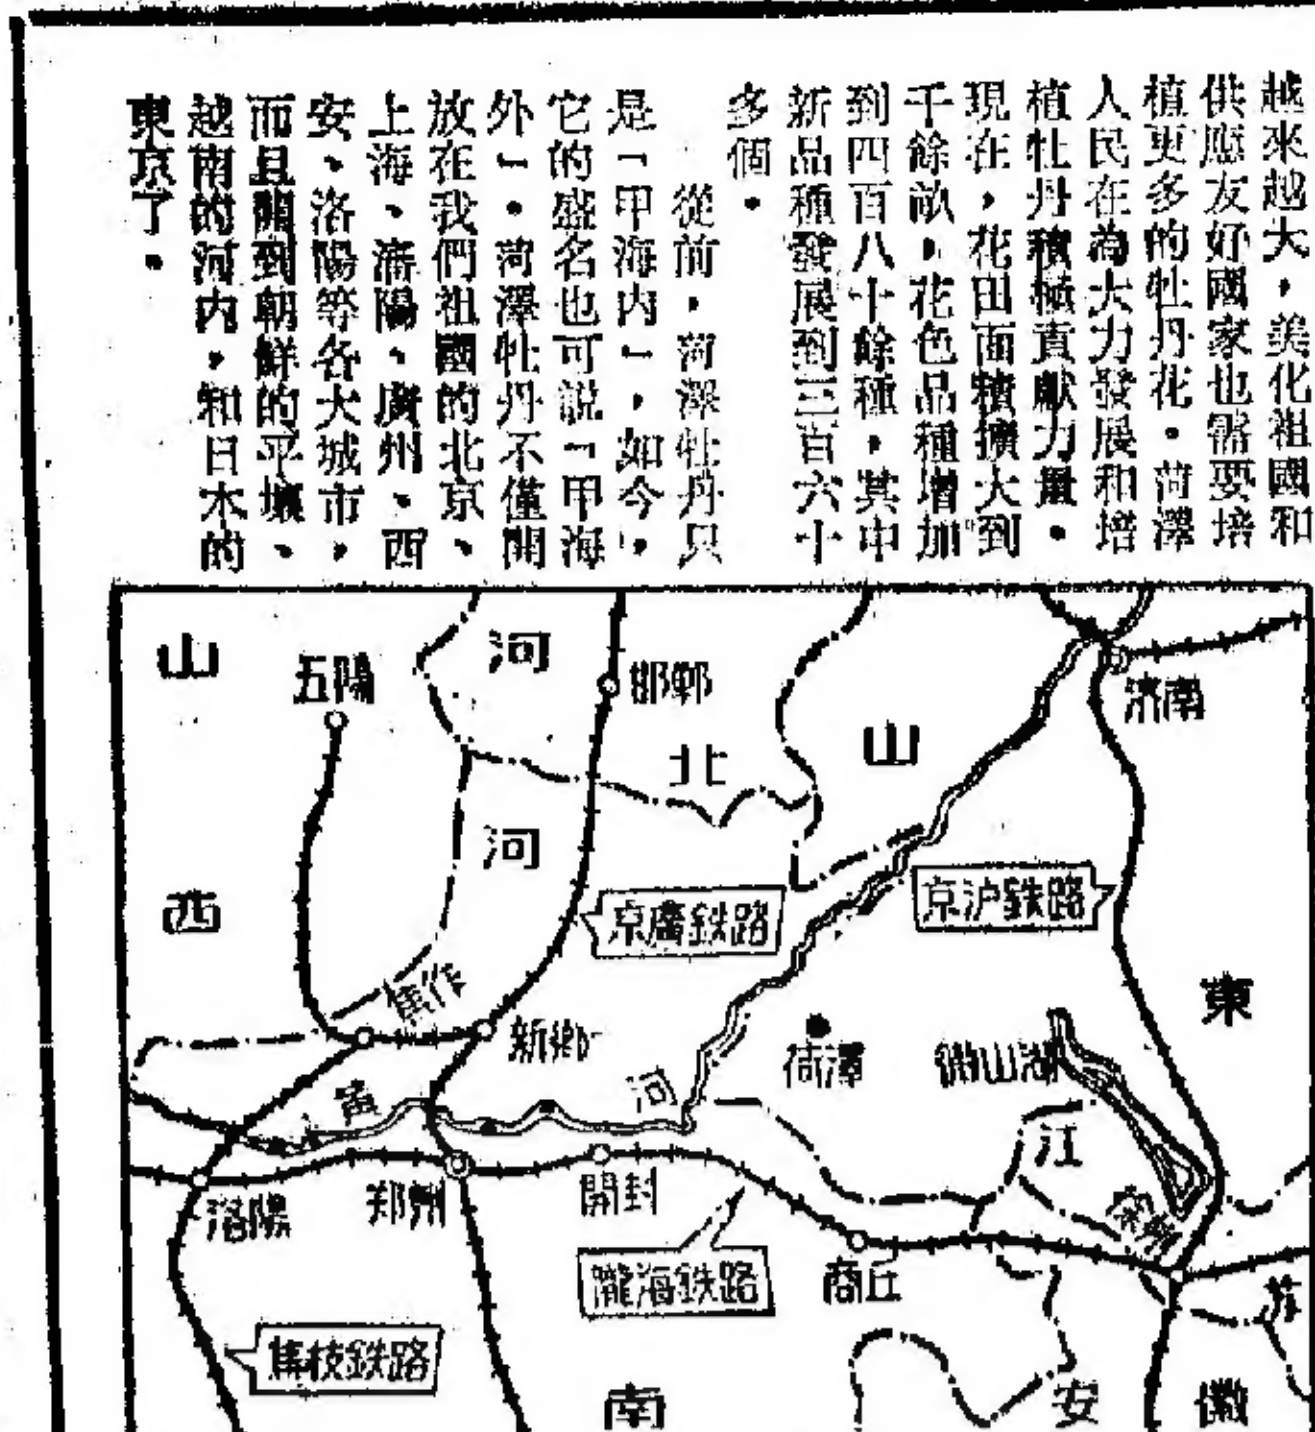 越來越大，美化祖國和
供應友好國家也需要培
植更多的牡丹花。菏澤
人民在為大力發展和培
植牡丹積極貢獻力量。
現在，花田面積擴大到
千餘畝，花色品種增加
到四百八十餘種，其中
新品種發展到三百六十
多個。
從前，菏澤牡丹只
是「甲海內」，如今，
它的盛名也可説「甲海
外」。菏澤牡丹不僅開
放在我們祖國的北京、
上海、瀋陽、廣州、西
安、洛陽等各大城市，
而且開到朝鮮的平壤、
越南的河內，和日本的
東京了。
山
西
五陽
河
邯鄲
北
山
济南
河
京廣鉄路
京沪鉄路
東
焦作
新鄉
荷澤
微山湖
黃
河
江
洛陽
郑州
開封
隴海鉄路
商丘
苏
焦枝鉄路
南
安
徽